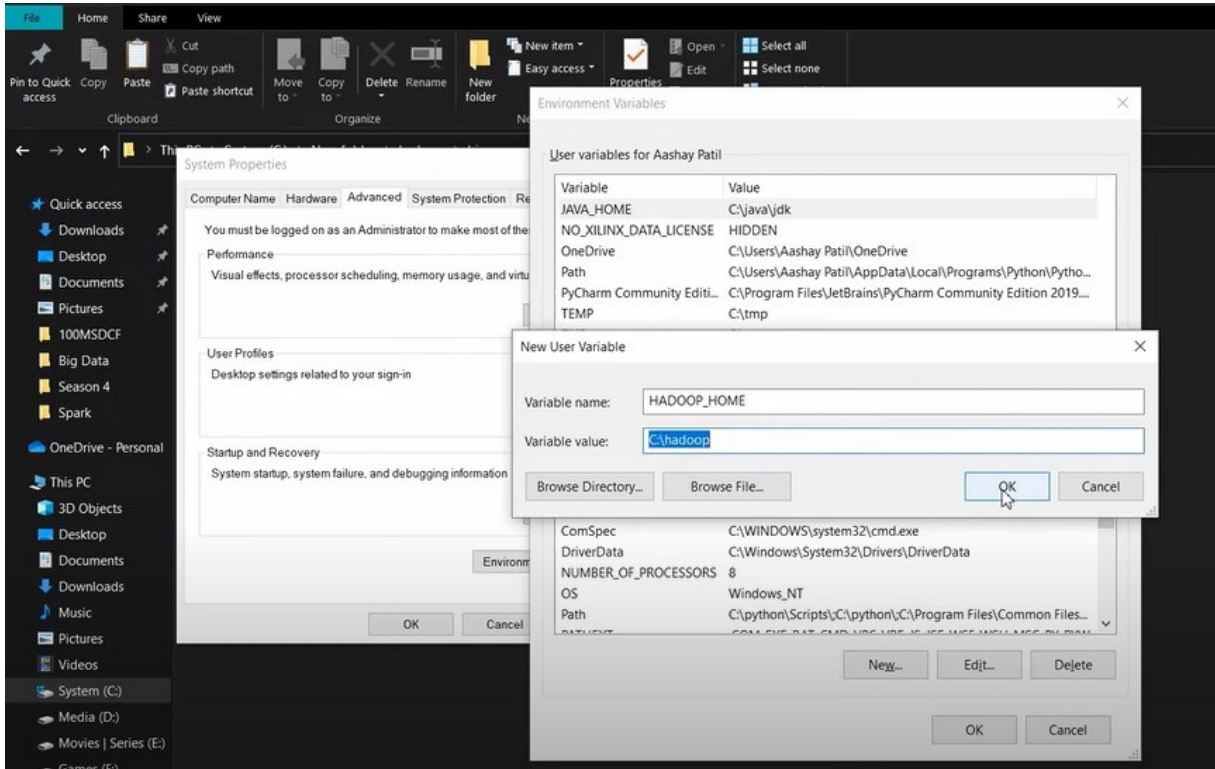 File Home Share View
Pin to Quick access
Copy
Paste
Cut
Copy path
Paste shortcut
Clipboard
Move to
Copy to
Delete
Rename
Organize
New folder
New item
Easy access
Properties
Open
Edit
Select all
Select none
Quick access
Downloads
Desktop
Documents
Pictures
100MSDCF
Big Data
Season 4
Spark
OneDrive - Personal
This PC
3D Objects
Desktop
Documents
Downloads
Music
Pictures
Videos
System (C:)
Media (D:)
Movies | Series (E:)
System Properties
Computer Name Hardware Advanced System Protection Re
You must be logged on as an Administrator to make most of the
Performance
Visual effects, processor scheduling, memory usage, and virtu
User Profiles
Desktop settings related to your sign-in
Startup and Recovery
System startup, system failure, and debugging information
Environm
OK Cancel
Environment Variables
User variables for Aashay Patil
Variable Value
JAVA_HOME C:\java\jdk
NO_XILINX_DATA_LICENSE HIDDEN
OneDrive C:\Users\Aashay Patil\OneDrive
Path C:\Users\Aashay Patil\AppData\Local\Programs\Python\Pytho...
PyCharm Community Editi... C:\Program Files\JetBrains\PyCharm Community Edition 2019....
TEMP C:\tmp
New User Variable
Variable name: HADOOP_HOME
Variable value: C:\hadoop
Browse Directory... Browse File... OK Cancel
ComSpec C:\WINDOWS\system32\cmd.exe
DriverData C:\Windows\System32\Drivers\DriverData
NUMBER_OF_PROCESSORS 8
OS Windows_NT
Path C:\python\Scripts\;C:\python\;C:\Program Files\Common Files...
New... Edit... Delete
OK Cancel